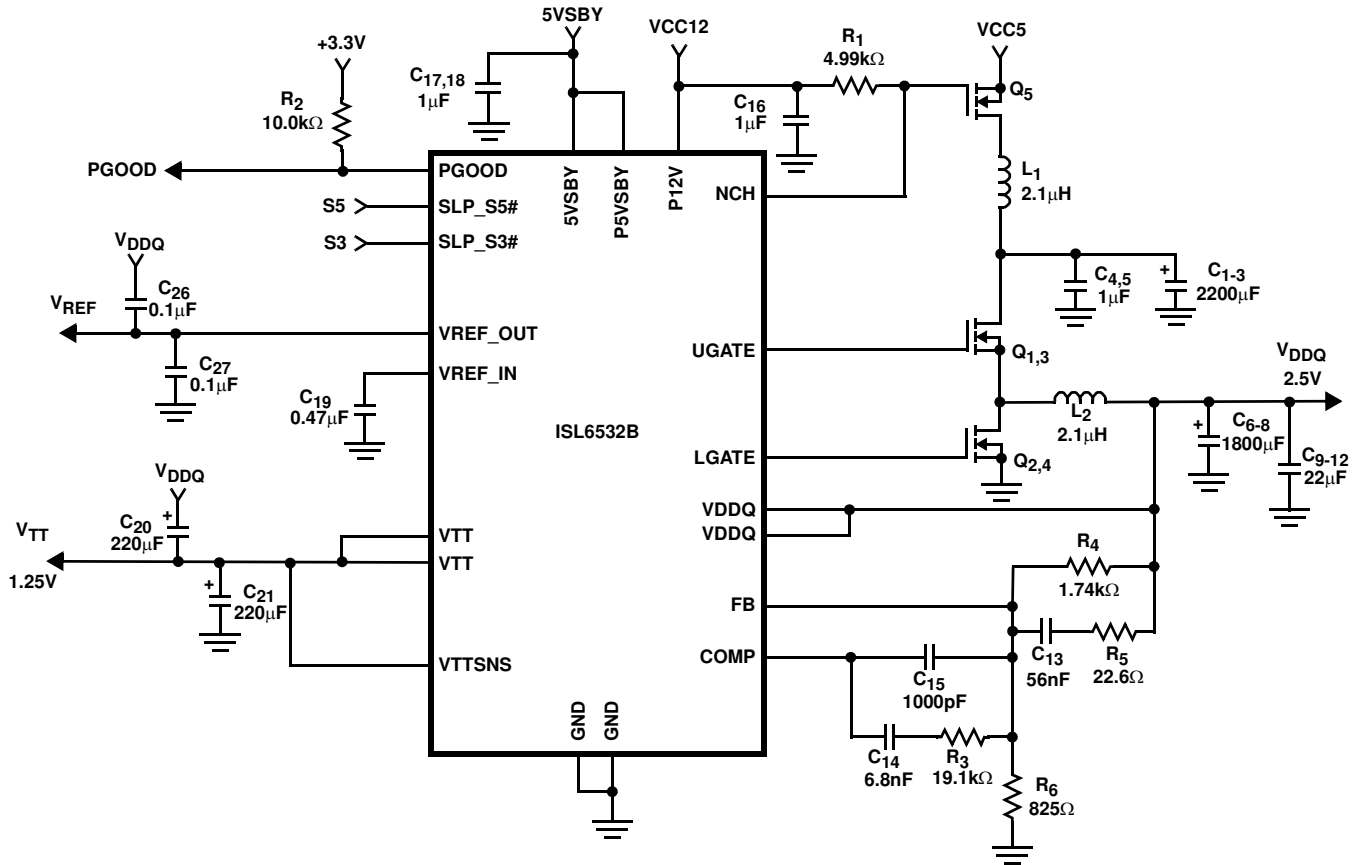 5VSBY
VCC12
VCC5
+3.3V
R1
4.99kΩ
C17,18
1μF
R2
10.0kΩ
C16
1μF
Q5
PGOOD
PGOOD
5VSBY
P5VSBY
P12V
NCH
L1
2.1μH
S5
SLP_S5#
S3
SLP_S3#
VDDQ
C26
0.1μF
VREF
VREF_OUT
C4,5
1μF
C1-3
+
2200μF
C27
0.1μF
VREF_IN
UGATE
Q1,3
VDDQ
2.5V
C19
0.47μF
ISL6532B
L2
2.1μH
C6-8
+
1800μF
LGATE
Q2,4
C9-12
22μF
VDDQ
VDDQ
VDDQ
C20
+
220μF
VTT
1.25V
VTT
VTT
R4
1.74kΩ
C21
+
220μF
FB
C13
56nF
R5
22.6Ω
VTTSNS
COMP
C15
1000pF
GND
GND
C14
6.8nF
R3
19.1kΩ
R6
825Ω